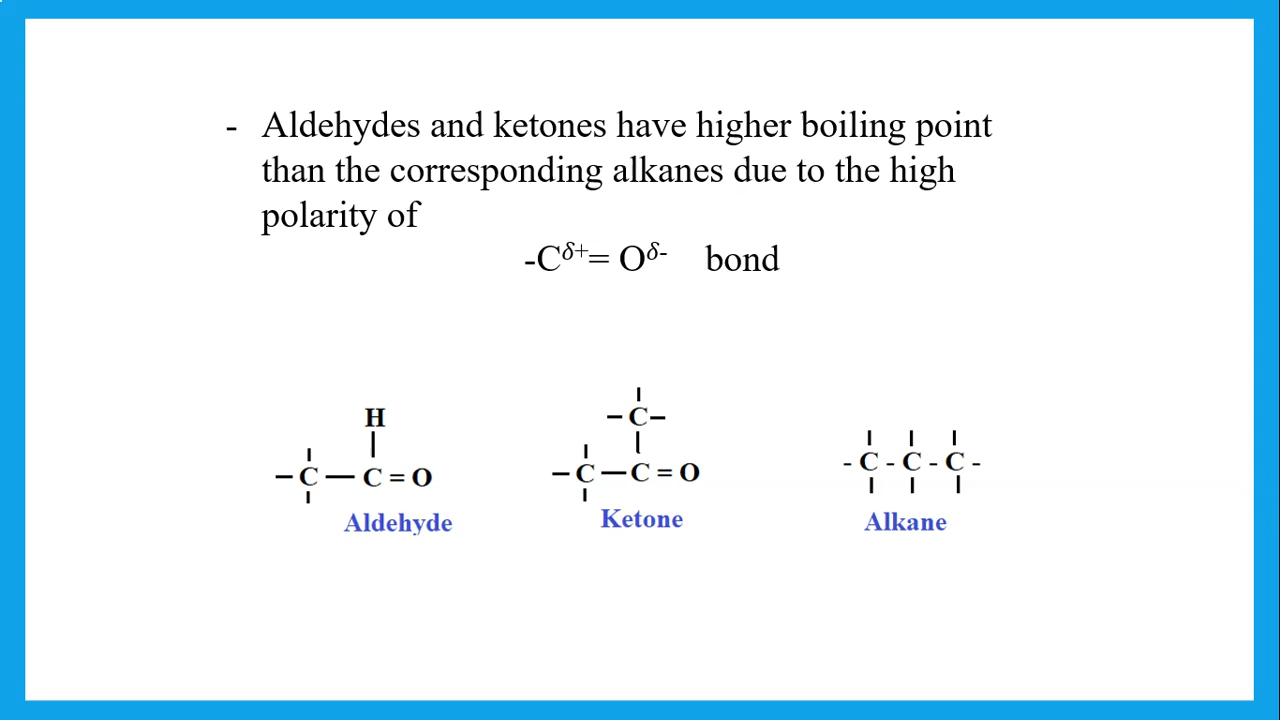 - Aldehydes and ketones have higher boiling point
than the corresponding alkanes due to the high
polarity of
-Cᵟ⁺= Oᵟ⁻ bond
H
– C — C = O
Aldehyde
– C –
– C — C = O
Ketone
- C - C - C -
Alkane